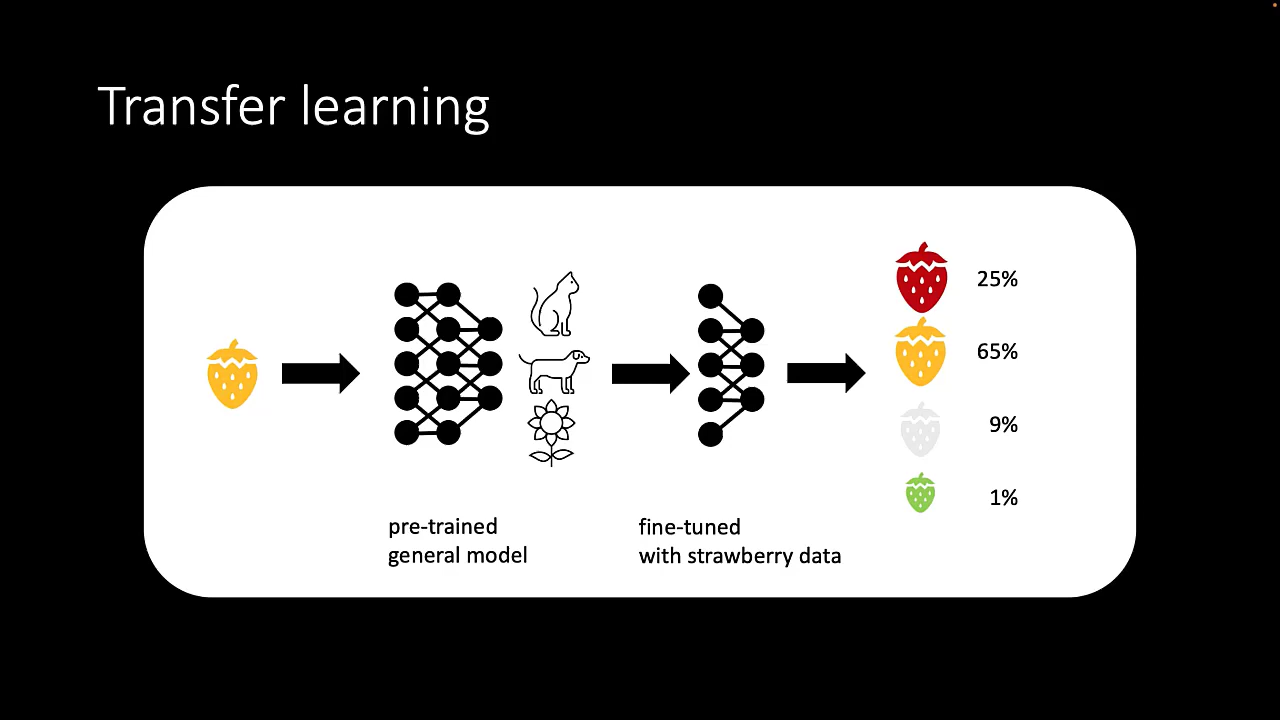 Transfer learning
25%
65%
9%
1%
pre-trained
general model
fine-tuned
with strawberry data